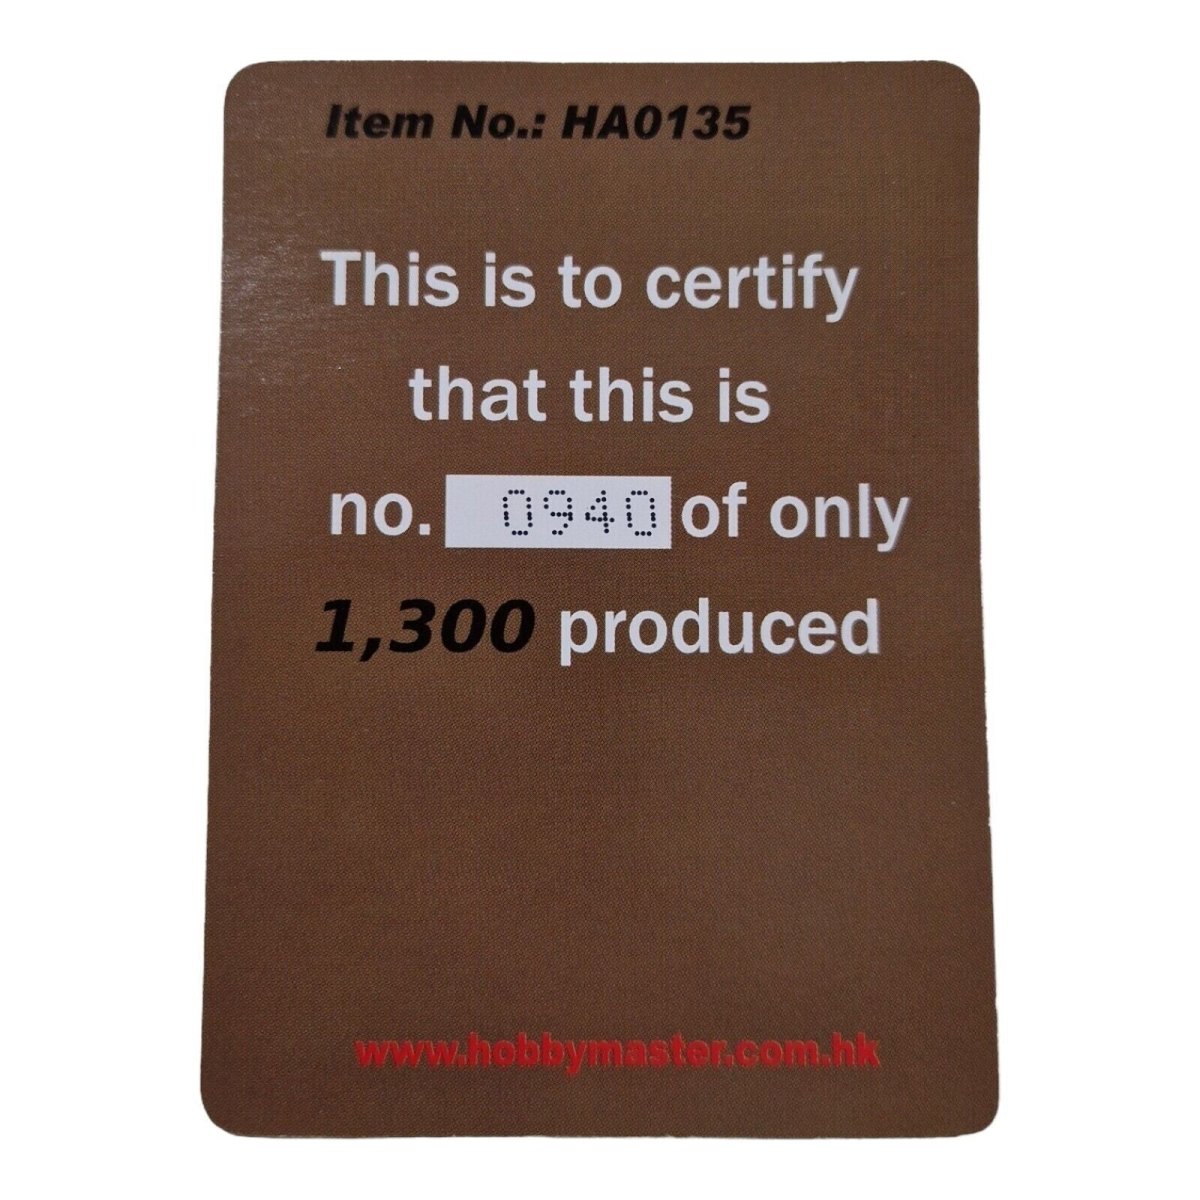 Item No.: HA0135
This is to certify
that this is
no. 0940 of only
1,300 produced
www.hobbymaster.com.hk